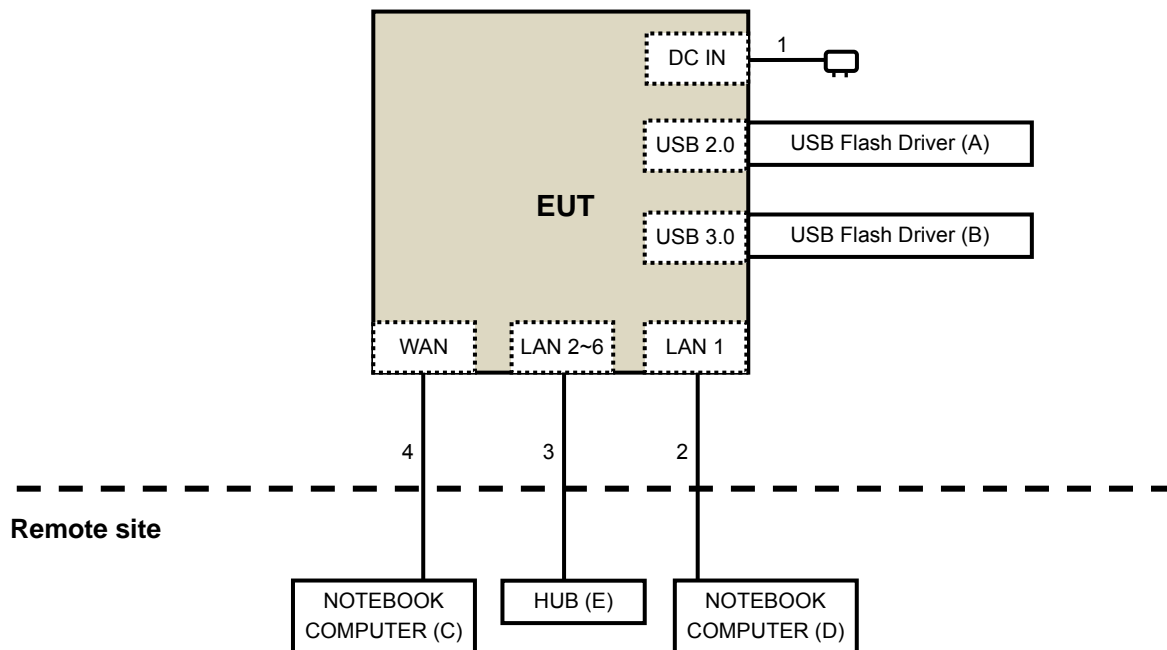 1
DC IN
USB 2.0
USB Flash Driver (A)
EUT
USB 3.0
USB Flash Driver (B)
WAN
LAN 2~6
LAN 1
4
3
2
Remote site
NOTEBOOK
COMPUTER (C)
HUB (E)
NOTEBOOK
COMPUTER (D)